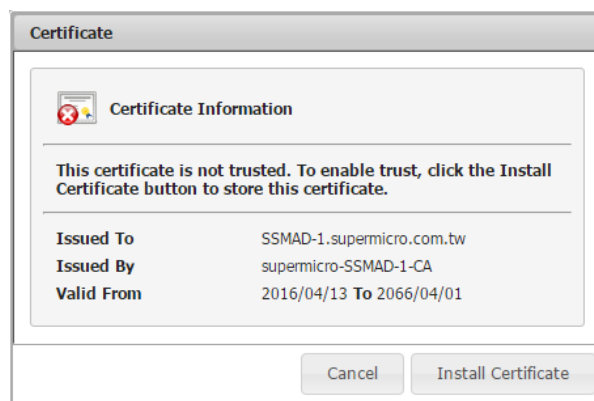 Certificate
Certificate Information
This certificate is not trusted. To enable trust, click the Install
Certificate button to store this certificate.
Issued To SSMAD-1.supermicro.com.tw
Issued By supermicro-SSMAD-1-CA
Valid From 2016/04/13 To 2066/04/01
Cancel Install Certificate